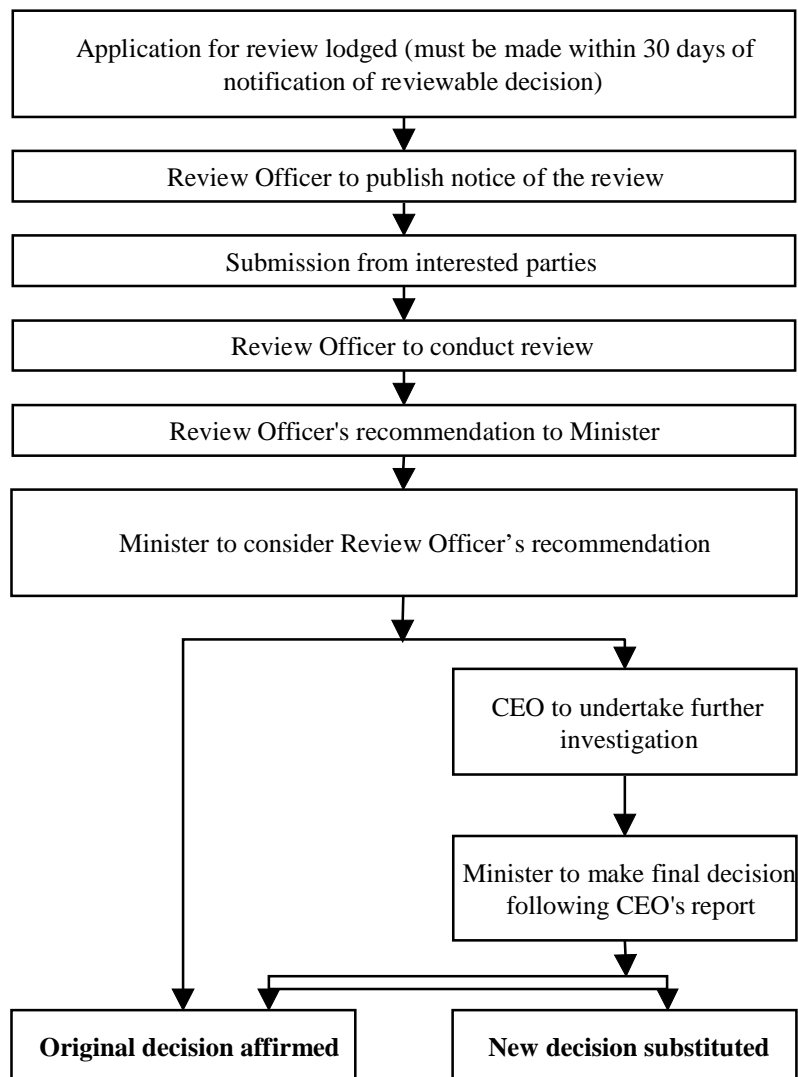 Application for review lodged (must be made within 30 days of
notification of reviewable decision)
Review Officer to publish notice of the review
Submission from interested parties
Review Officer to conduct review
Review Officer's recommendation to Minister
Minister to consider Review Officer’s recommendation
CEO to undertake further
investigation
Minister to make final decision
following CEO's report
Original decision affirmed
New decision substituted